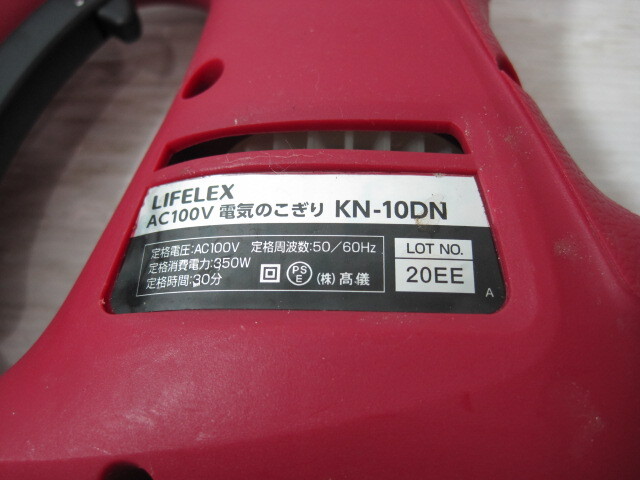 LIFELEX
AC100V 電気のこぎり KN-10DN
定格電圧:AC100V 定格周波数:50/60Hz
定格消費電力:350W
定格時間:30分
PS
E
(株)髙儀
LOT NO.
20EE
A